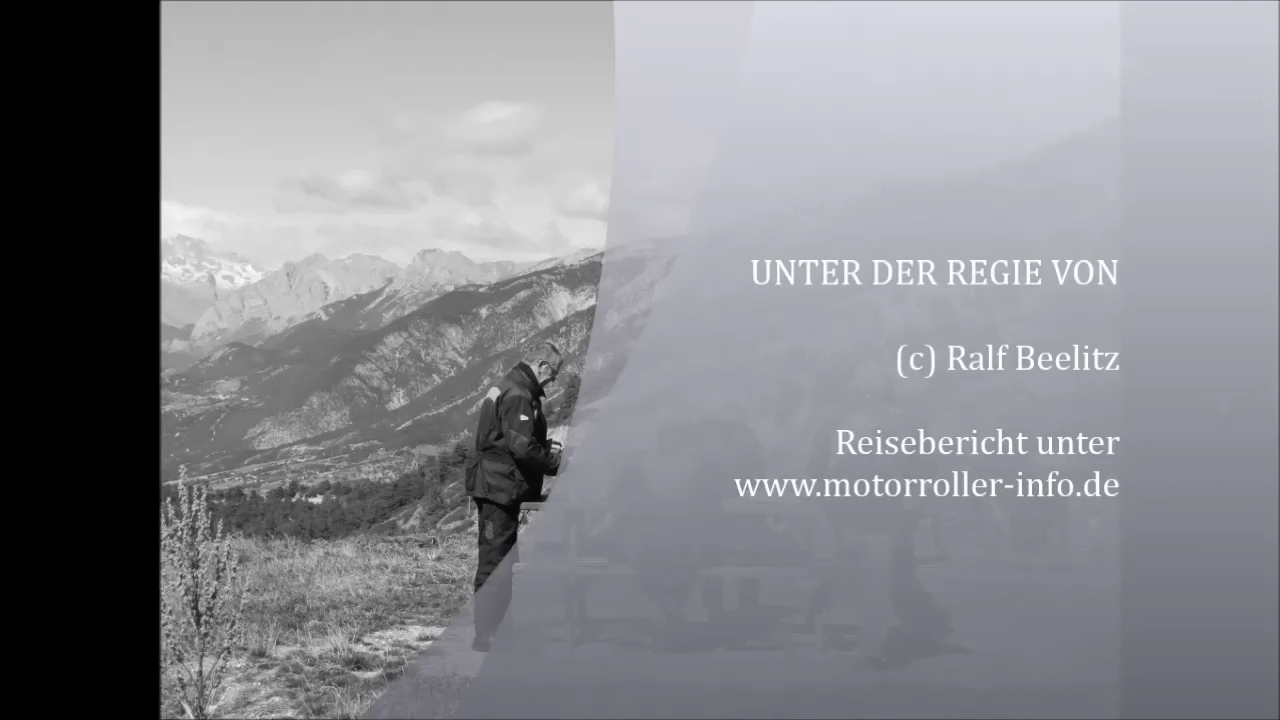 UNTER DER REGIE VON
(c) Ralf Beelitz
Reisebericht unter
www.motorroller-info.de